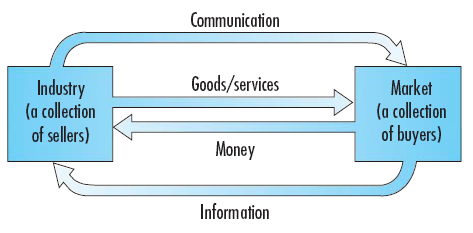 Communication
Industry
(a collection
of sellers)
Goods/services
Money
Market
(a collection
of buyers)
Information